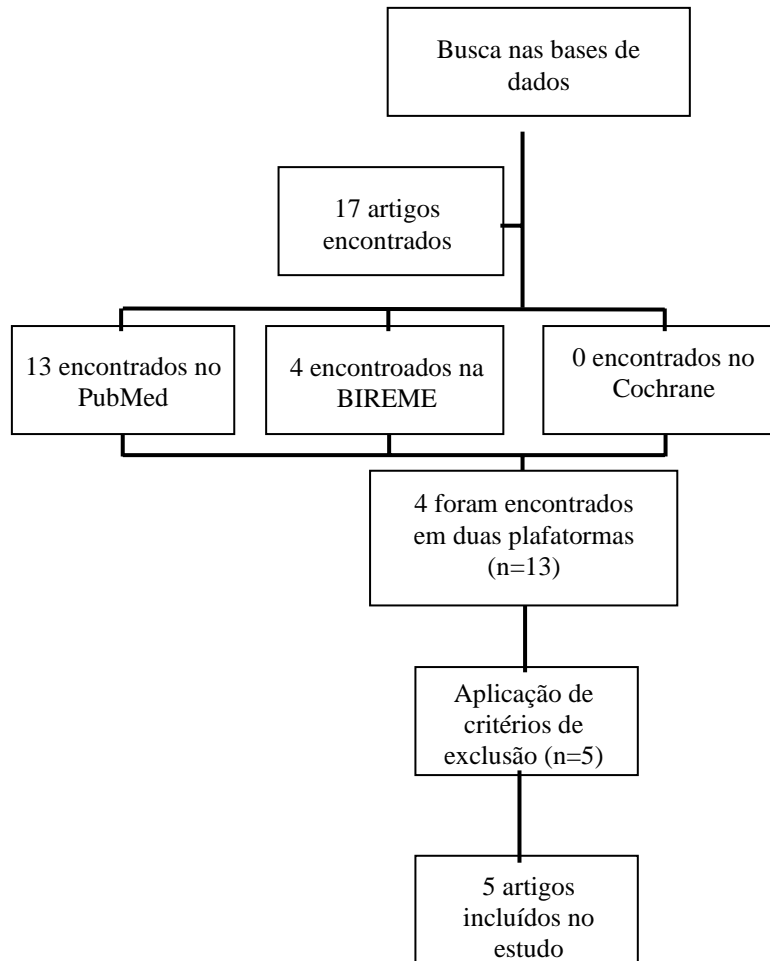 Busca nas bases de
dados
17 artigos
encontrados
13 encontrados no
PubMed
4 encontroados na
BIREME
0 encontrados no
Cochrane
4 foram encontrados
em duas plafatormas
(n=13)
Aplicação de
critérios de
exclusão (n=5)
5 artigos
incluídos no
estudo